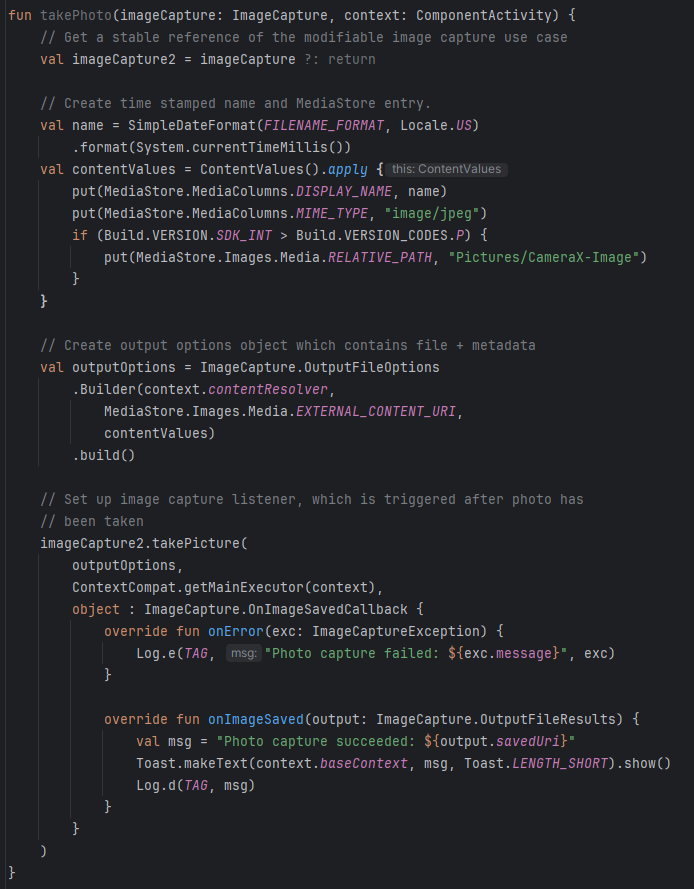 fun takePhoto(imageCapture: ImageCapture, context: ComponentActivity) {
    // Get a stable reference of the modifiable image capture use case
    val imageCapture2 = imageCapture ?: return

    // Create time stamped name and MediaStore entry.
    val name = SimpleDateFormat(FILENAME_FORMAT, Locale.US)
        .format(System.currentTimeMillis())
    val contentValues = ContentValues().apply { this: ContentValues
        put(MediaStore.MediaColumns.DISPLAY_NAME, name)
        put(MediaStore.MediaColumns.MIME_TYPE, "image/jpeg")
        if (Build.VERSION.SDK_INT > Build.VERSION_CODES.P) {
            put(MediaStore.Images.Media.RELATIVE_PATH, "Pictures/CameraX-Image")
        }
    }

    // Create output options object which contains file + metadata
    val outputOptions = ImageCapture.OutputFileOptions
        .Builder(context.contentResolver,
            MediaStore.Images.Media.EXTERNAL_CONTENT_URI,
            contentValues)
        .build()

    // Set up image capture listener, which is triggered after photo has
    // been taken
    imageCapture2.takePicture(
        outputOptions,
        ContextCompat.getMainExecutor(context),
        object : ImageCapture.OnImageSavedCallback {
            override fun onError(exc: ImageCaptureException) {
                Log.e(TAG, msg: "Photo capture failed: ${exc.message}", exc)
            }

            override fun onImageSaved(output: ImageCapture.OutputFileResults) {
                val msg = "Photo capture succeeded: ${output.savedUri}"
                Toast.makeText(context.baseContext, msg, Toast.LENGTH_SHORT).show()
                Log.d(TAG, msg)
            }
        }
    )
}